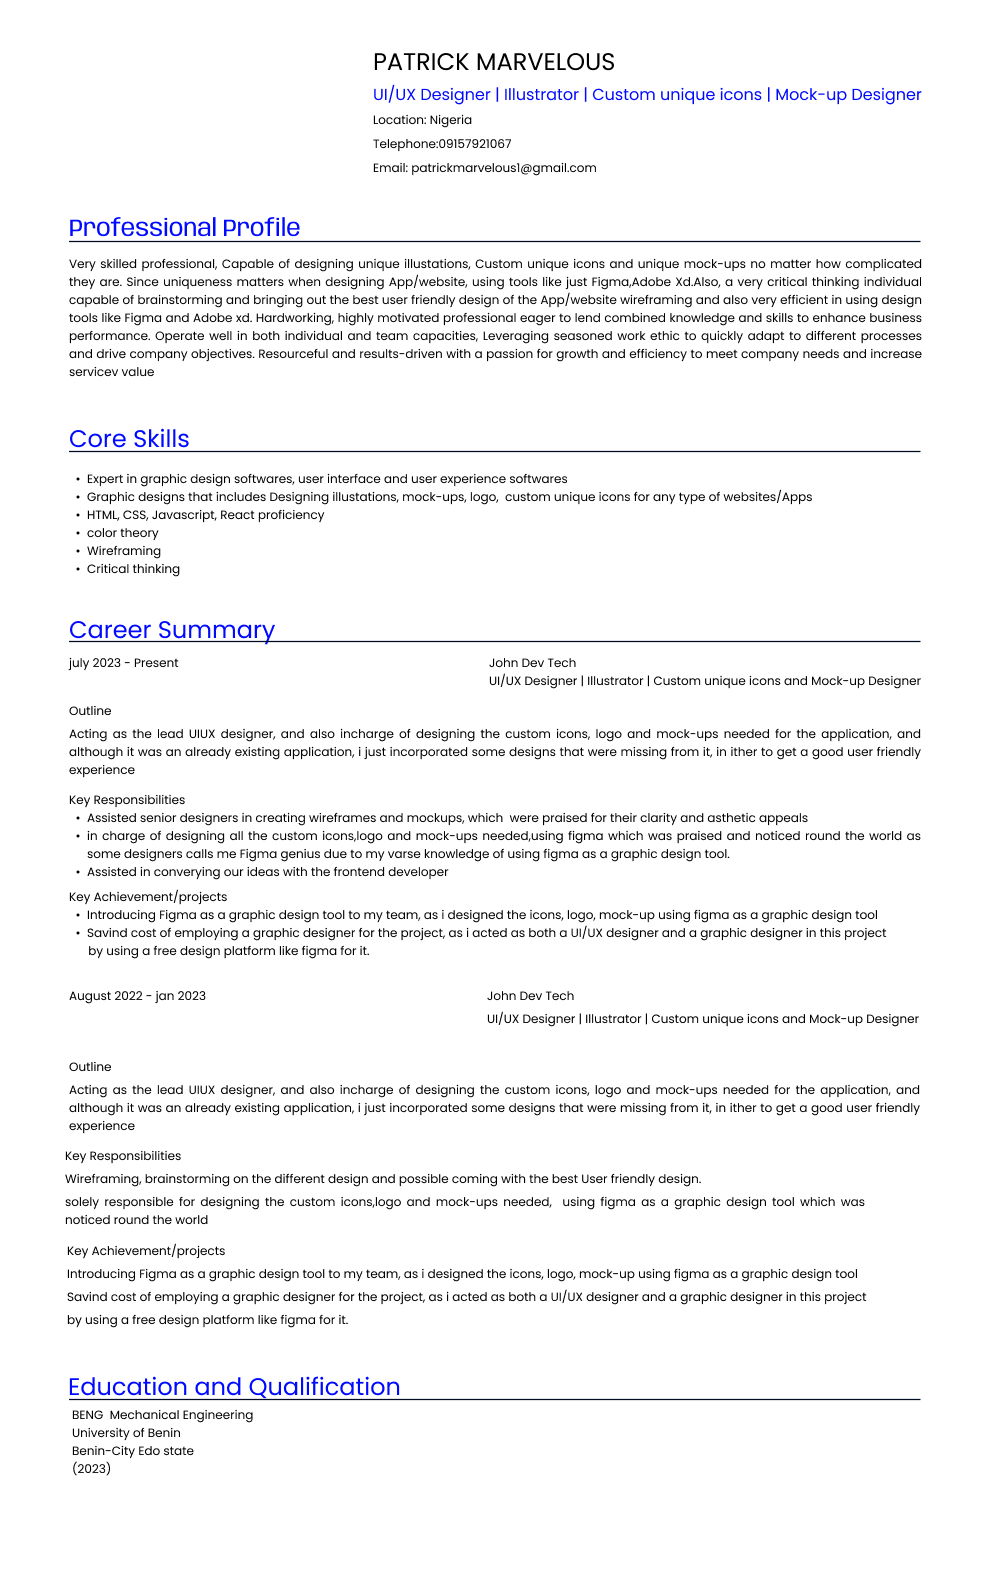 PATRICK MARVELOUS
UI/UX Designer | Illustrator | Custom unique icons | Mock-up Designer
Location: Nigeria
Telephone:09157921067
Email: patrickmarvelous1@gmail.com
Professional Profile
Very skilled professional, Capable of designing unique illustations, Custom unique icons and unique mock-ups no matter how complicated
they are. Since uniqueness matters when designing App/website, using tools like just Figma,Adobe Xd.Also, a very critical thinking individual
capable of brainstorming and bringing out the best user friendly design of the App/website wireframing and also very efficient in using design
tools like Figma and Adobe xd. Hardworking, highly motivated professional eager to lend combined knowledge and skills to enhance business
performance. Operate well in both individual and team capacities, Leveraging seasoned work ethic to quickly adapt to different processes
and drive company objectives. Resourceful and results-driven with a passion for growth and efficiency to meet company needs and increase
servicev value
Core Skills
• Expert in graphic design softwares, user interface and user experience softwares
• Graphic designs that includes Designing illustations, mock-ups, logo, custom unique icons for any type of websites/Apps
• HTML, CSS, Javascript, React proficiency
• color theory
• Wireframing
• Critical thinking
Career Summary
july 2023 - Present
John Dev Tech
UI/UX Designer | Illustrator | Custom unique icons and Mock-up Designer
Outline
Acting as the lead UIUX designer, and also incharge of designing the custom icons, logo and mock-ups needed for the application, and
although it was an already existing application, i just incorporated some designs that were missing from it, in ither to get a good user friendly
experience
Key Responsibilities
• Assisted senior designers in creating wireframes and mockups, which were praised for their clarity and asthetic appeals
• in charge of designing all the custom icons,logo and mock-ups needed,using figma which was praised and noticed round the world as
some designers calls me Figma genius due to my varse knowledge of using figma as a graphic design tool.
• Assisted in converying our ideas with the frontend developer
Key Achievement/projects
• Introducing Figma as a graphic design tool to my team, as i designed the icons, logo, mock-up using figma as a graphic design tool
• Savind cost of employing a graphic designer for the project, as i acted as both a UI/UX designer and a graphic designer in this project
by using a free design platform like figma for it.
August 2022 - jan 2023
John Dev Tech
UI/UX Designer | Illustrator | Custom unique icons and Mock-up Designer
Outline
Acting as the lead UIUX designer, and also incharge of designing the custom icons, logo and mock-ups needed for the application, and
although it was an already existing application, i just incorporated some designs that were missing from it, in ither to get a good user friendly
experience
Key Responsibilities
Wireframing, brainstorming on the different design and possible coming with the best User friendly design.
solely responsible for designing the custom icons,logo and mock-ups needed, using figma as a graphic design tool which was
noticed round the world
Key Achievement/projects
Introducing Figma as a graphic design tool to my team, as i designed the icons, logo, mock-up using figma as a graphic design tool
Savind cost of employing a graphic designer for the project, as i acted as both a UI/UX designer and a graphic designer in this project
by using a free design platform like figma for it.
Education and Qualification
BENG Mechanical Engineering
University of Benin
Benin-City Edo state
(2023)